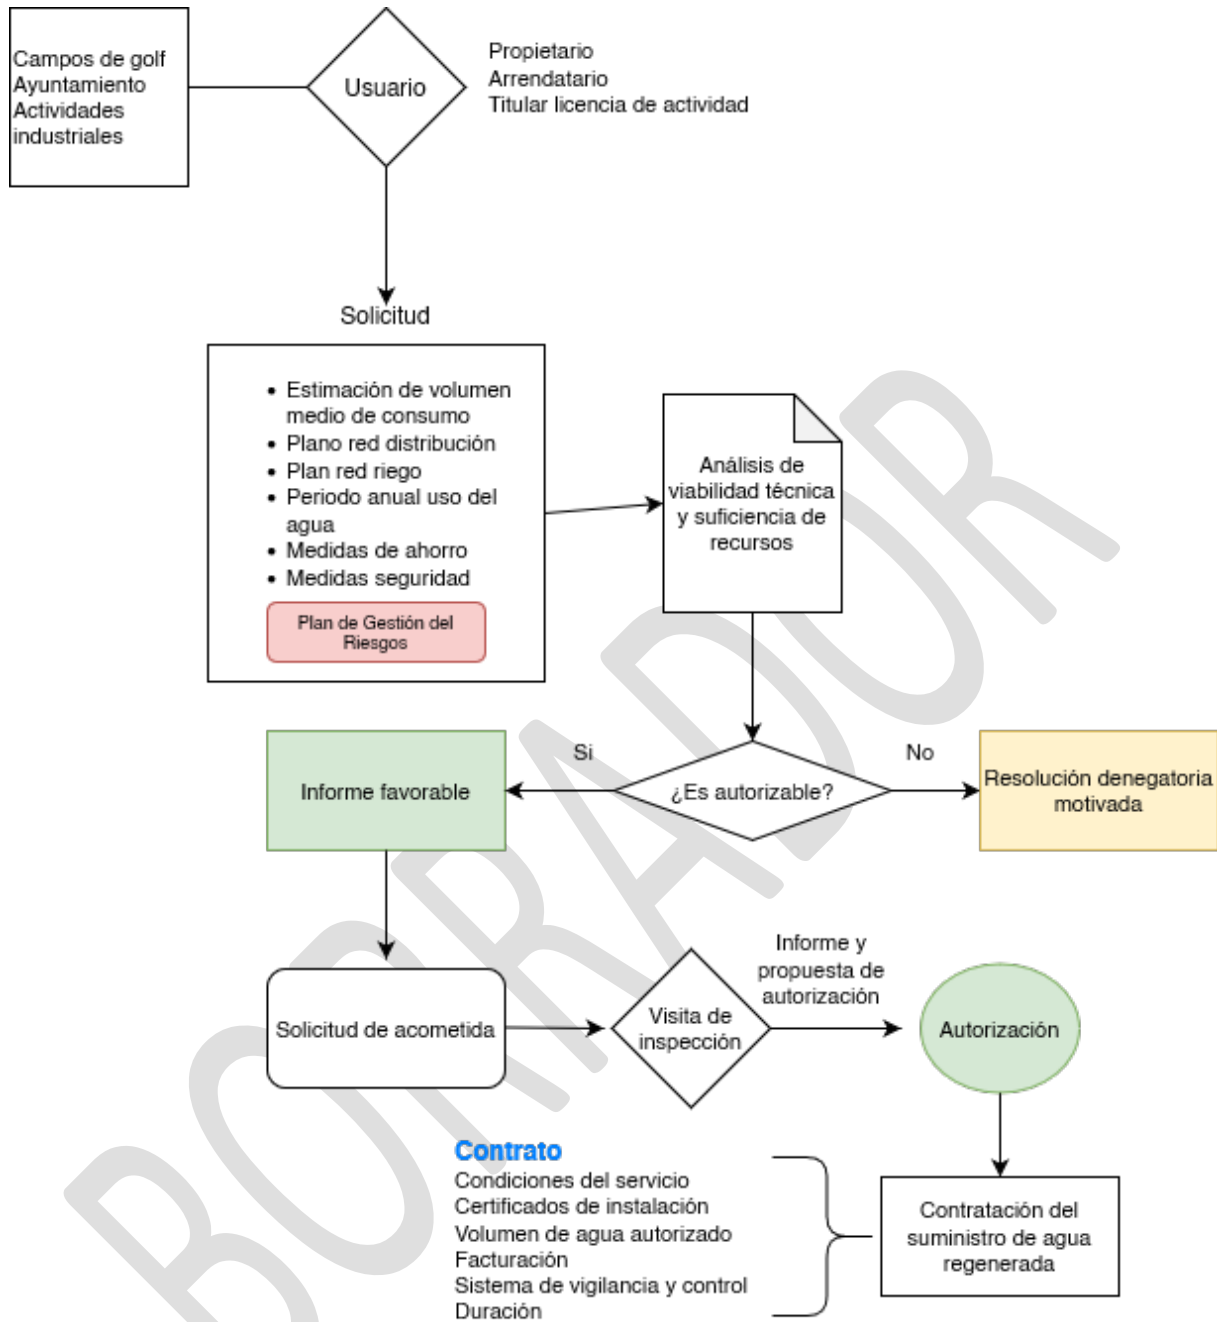 Campos de golf
Ayuntamiento
Actividades
industriales
Usuario
Propietario
Arrendatario
Titular licencia de actividad
Solicitud
Estimación de volumen
medio de consumo
Plano red distribución
Plan red riego
Periodo anual uso del
agua
Medidas de ahorro
Medidas seguridad
Plan de Gestión del
Riesgos
Análisis de
viabilidad técnica
y suficiencia de
recursos
Si
No
Informe favorable
¿Es autorizable?
Resolución denegatoria
motivada
Solicitud de acometida
Visita de
inspección
Informe y
propuesta de
autorización
Autorización
Contrato
Condiciones del servicio
Certificados de instalación
Volumen de agua autorizado
Facturación
Sistema de vigilancia y control
Duración
Contratación del
suministro de agua
regenerada
BORRADOR